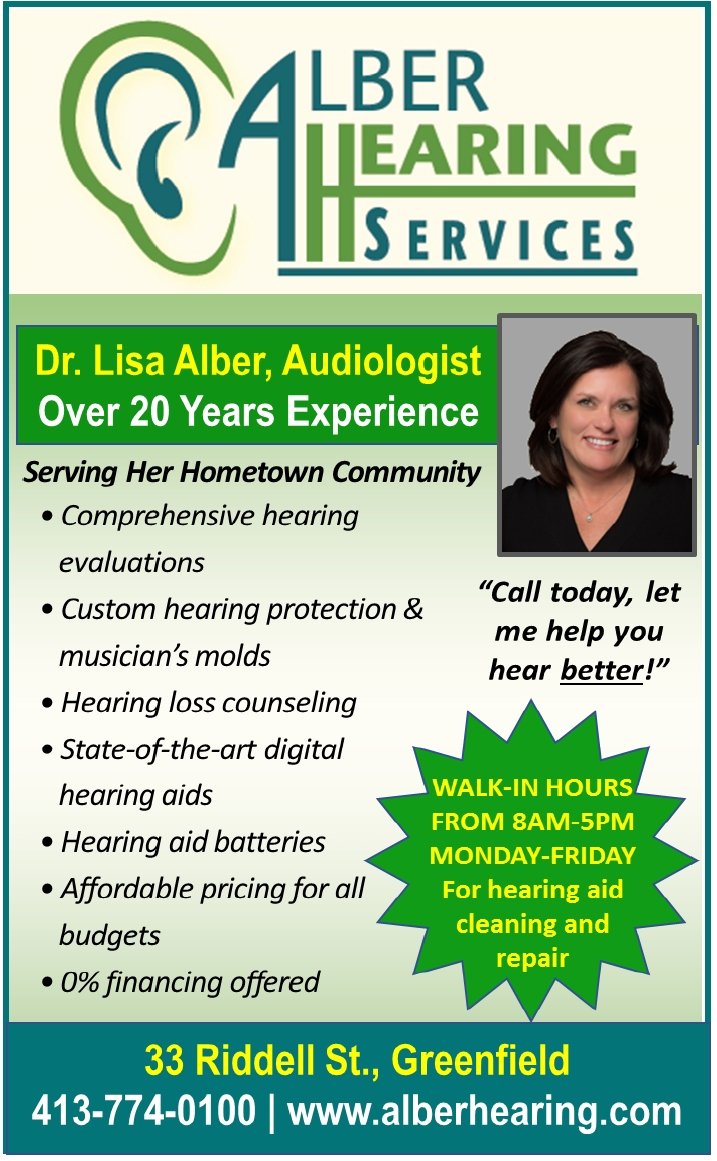 ALBER
HEARING
SERVICES
Dr. Lisa Alber, Audiologist
Over 20 Years Experience
Serving Her Hometown Community
• Comprehensive hearing
evaluations
• Custom hearing protection &
musician's molds
• Hearing loss counseling
• State-of-the-art digital
hearing aids
• Hearing aid batteries
• Affordable pricing for all
budgets
• 0% financing offered
“Call today, let
me help you
hear better!”
WALK-IN HOURS
FROM 8AM-5PM
MONDAY-FRIDAY
For hearing aid
cleaning and
repair
33 Riddell St., Greenfield
413-774-0100 | www.alberhearing.com